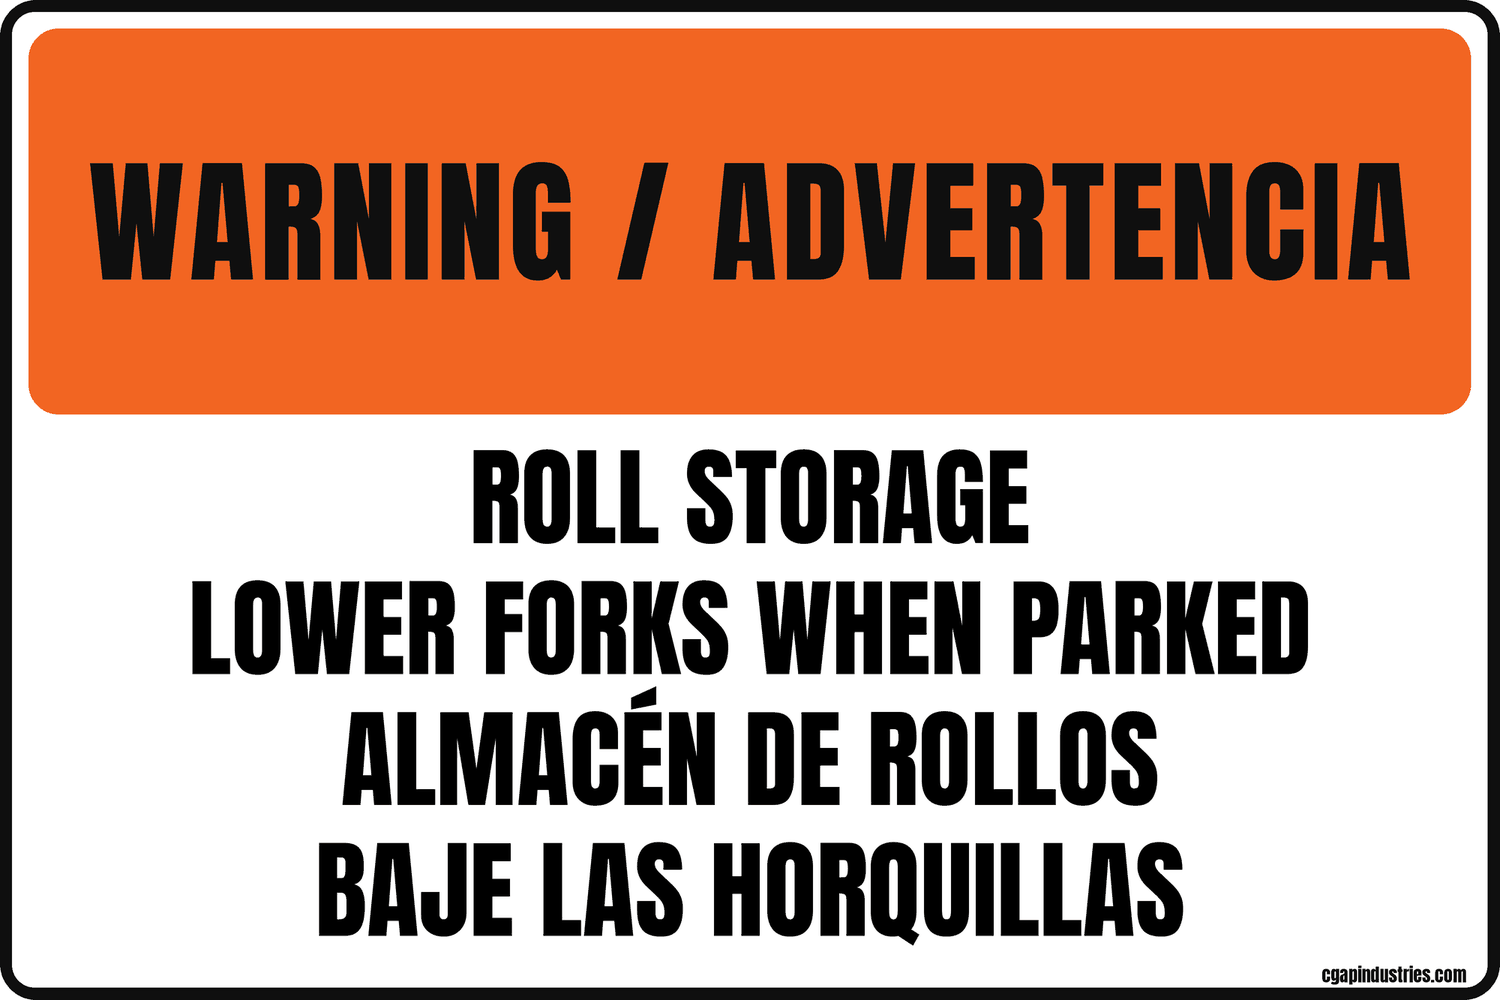 WARNING / ADVERTENCIA
ROLL STORAGE
LOWER FORKS WHEN PARKED
ALMACÉN DE ROLLOS
BAJE LAS HORQUILLAS
cgapindustries.com